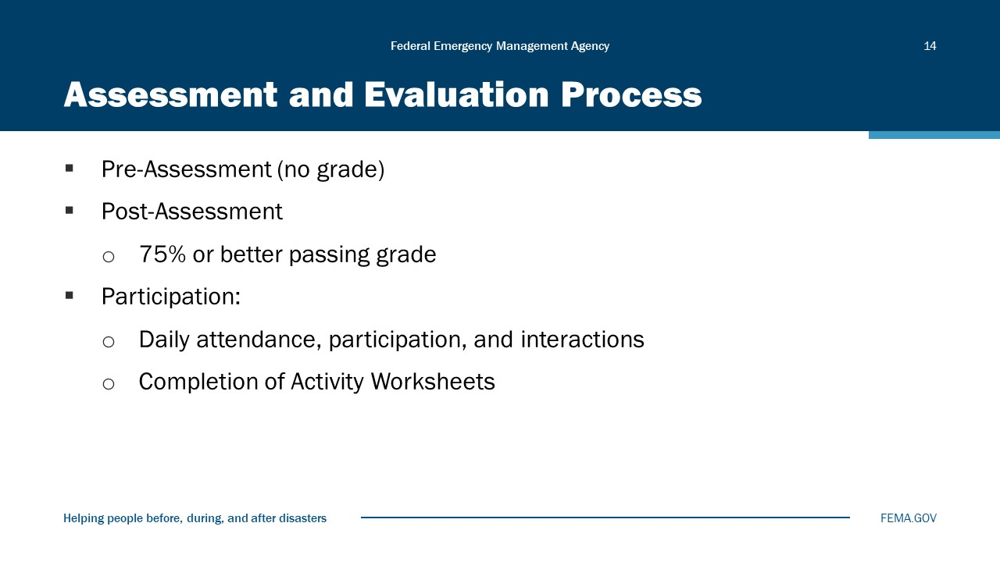 Federal Emergency Management Agency
14
Assessment and Evaluation Process
▪ Pre-Assessment (no grade)
▪ Post-Assessment
o 75% or better passing grade
▪ Participation:
o Daily attendance, participation, and interactions
o Completion of Activity Worksheets
Helping people before, during, and after disasters
FEMA.GOV